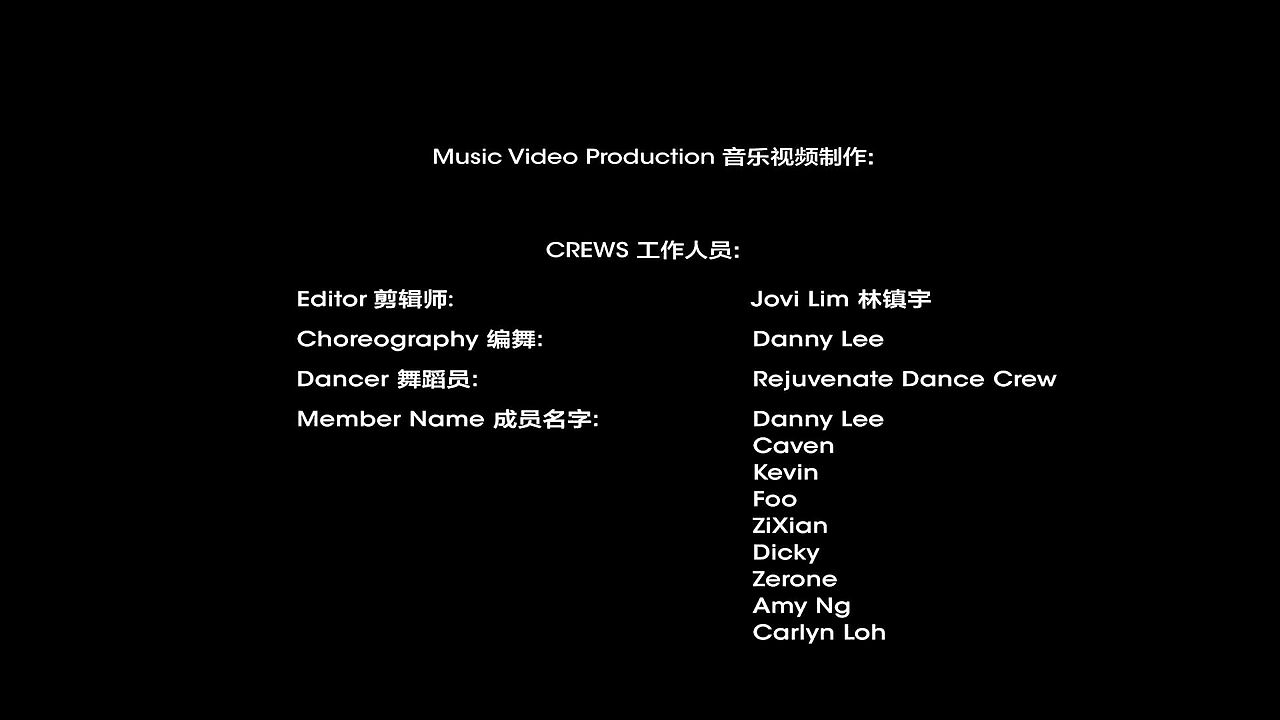 Music Video Production 音乐视频制作:
CREWS 工作人员:
Editor 剪辑师: Jovi Lim 林镇宇
Choreography 编舞: Danny Lee
Dancer 舞蹈员: Rejuvenate Dance Crew
Member Name 成员名字: Danny Lee
Caven
Kevin
Foo
ZiXian
Dicky
Zerone
Amy Ng
Carlyn Loh